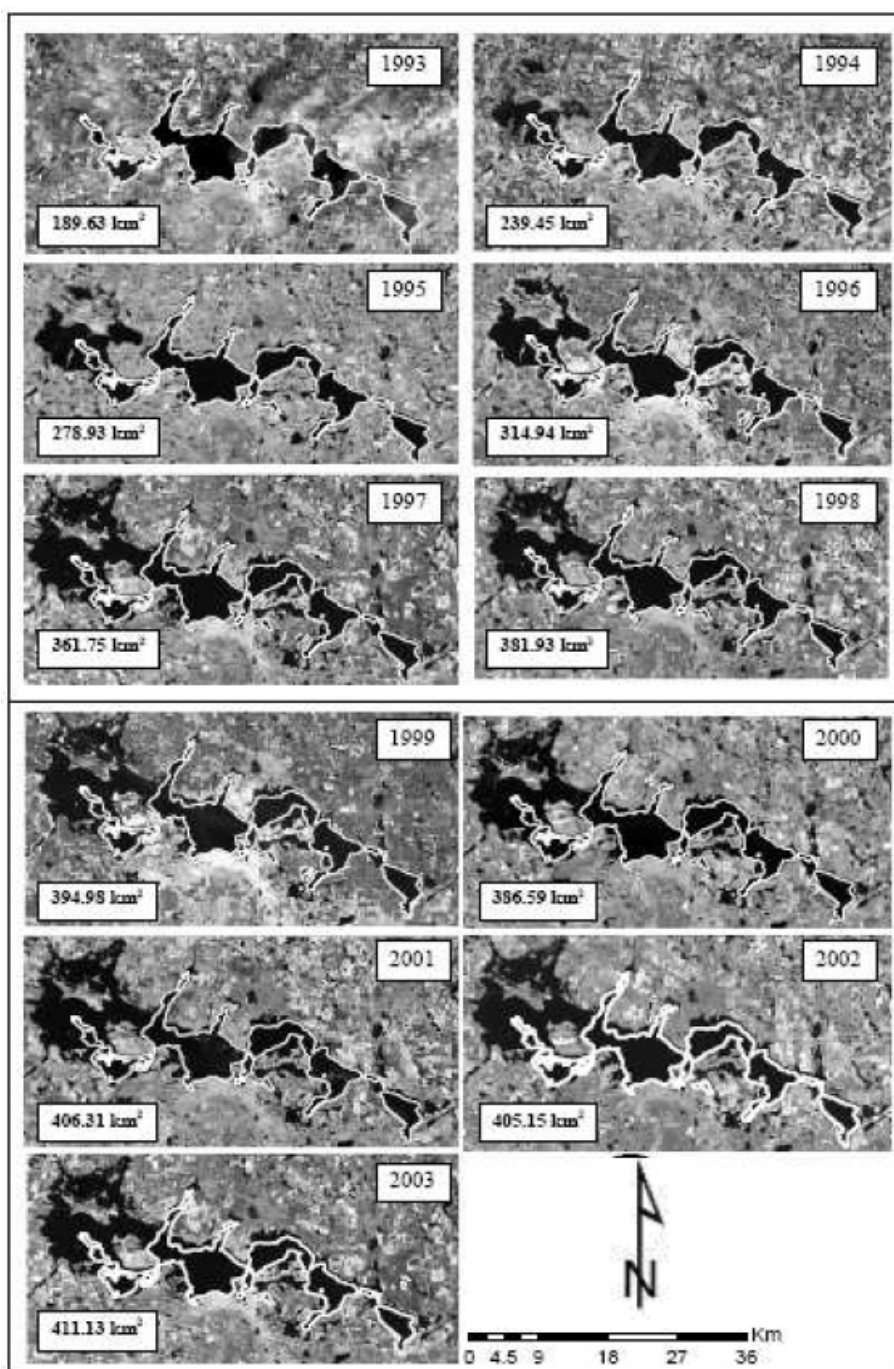 1993
189.63 km²
1994
239.45 km²
1995
278.93 km²
1996
314.94 km²
1997
361.75 km²
1998
381.93 km²
1999
394.98 km²
2000
386.59 km²
2001
406.31 km²
2002
405.15 km²
2003
411.13 km²
N
Km
0 4.5 9 18 27 36